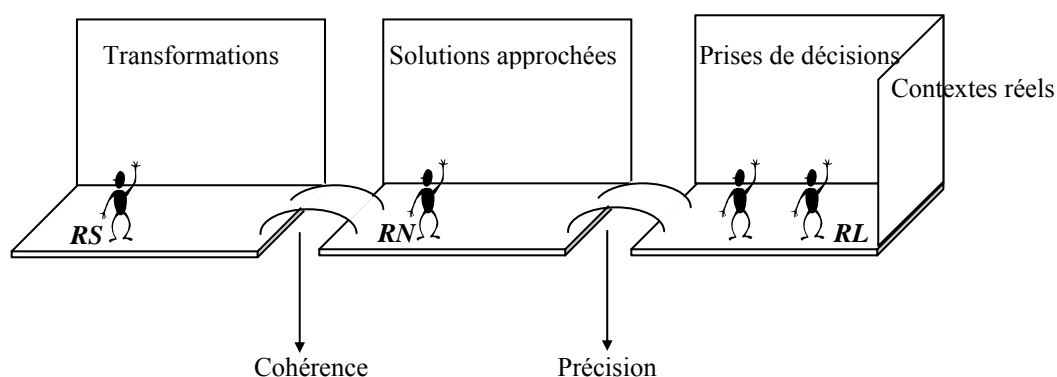 Transformations
Solutions approchées
Prises de décisions
Contextes réels
RS
RN
RL
Cohérence
Précision